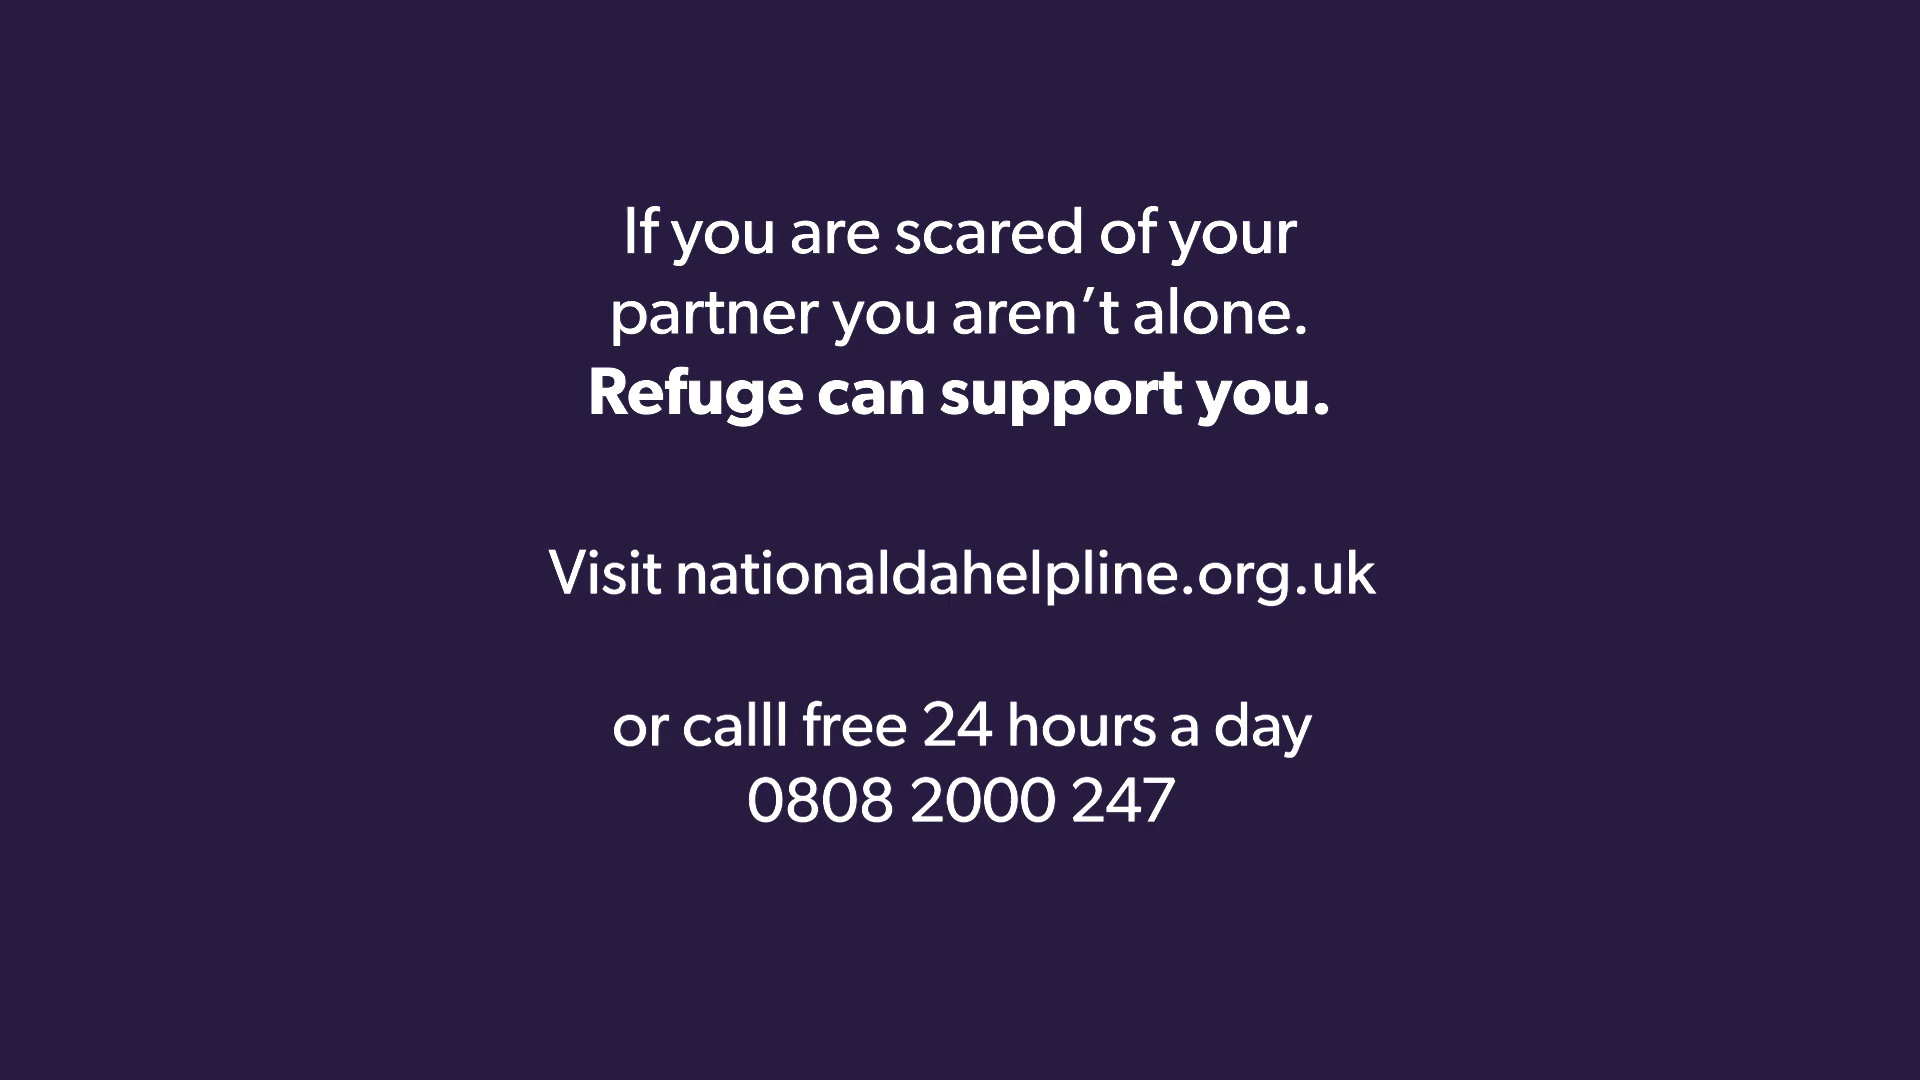 If you are scared of your
partner you aren’t alone.
Refuge can support you.
Visit nationaldahelpline.org.uk
or calll free 24 hours a day
0808 2000 247